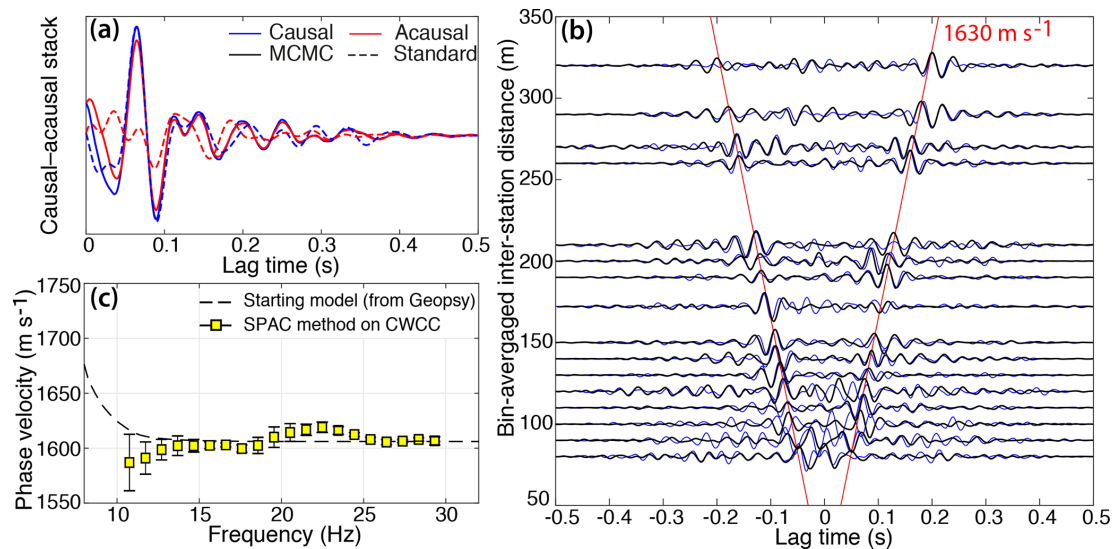 (a)
Causal
Acausal
MCMC
Standard
Causal–acausal stack
0
0.1
0.2
0.3
0.4
0.5
Lag time (s)
(b)
1630 m s⁻¹
Bin-avergaged inter-station distance (m)
350
300
250
200
150
100
50
-0.5
-0.4
-0.3
-0.2
-0.1
0
0.1
0.2
0.3
0.4
0.5
Lag time (s)
(c)
Starting model (from Geopsy)
SPAC method on CWCC
Phase velocity (m s⁻¹)
1750
1700
1650
1600
1550
10
15
20
25
30
Frequency (Hz)